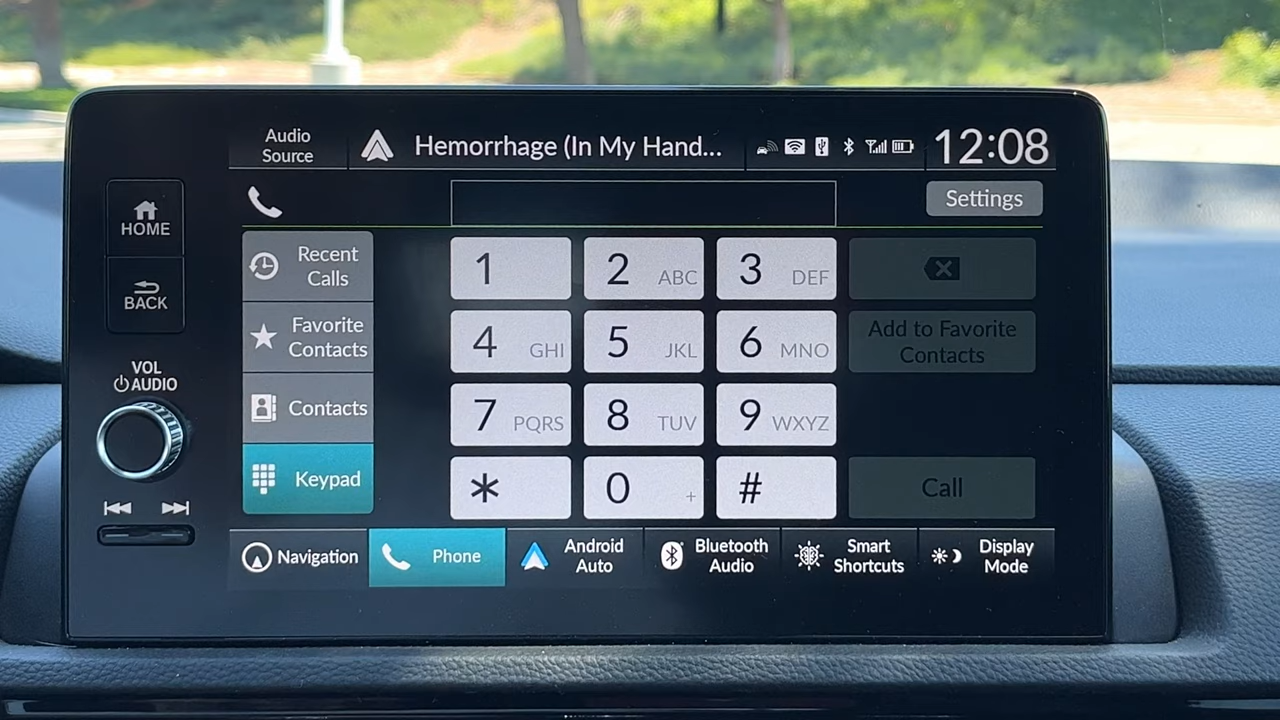 Audio
Source
Hemorrhage (In My Hand...
12:08
HOME
BACK
VOL
AUDIO
Settings
Recent
Calls
Favorite
Contacts
Contacts
Keypad
1
2 ABC
3 DEF
4 GHI
5 JKL
6 MNO
7 PQRS
8 TUV
9 WXYZ
*
0 +
#
Add to Favorite
Contacts
Call
Navigation
Phone
Android
Auto
Bluetooth
Audio
Smart
Shortcuts
Display
Mode